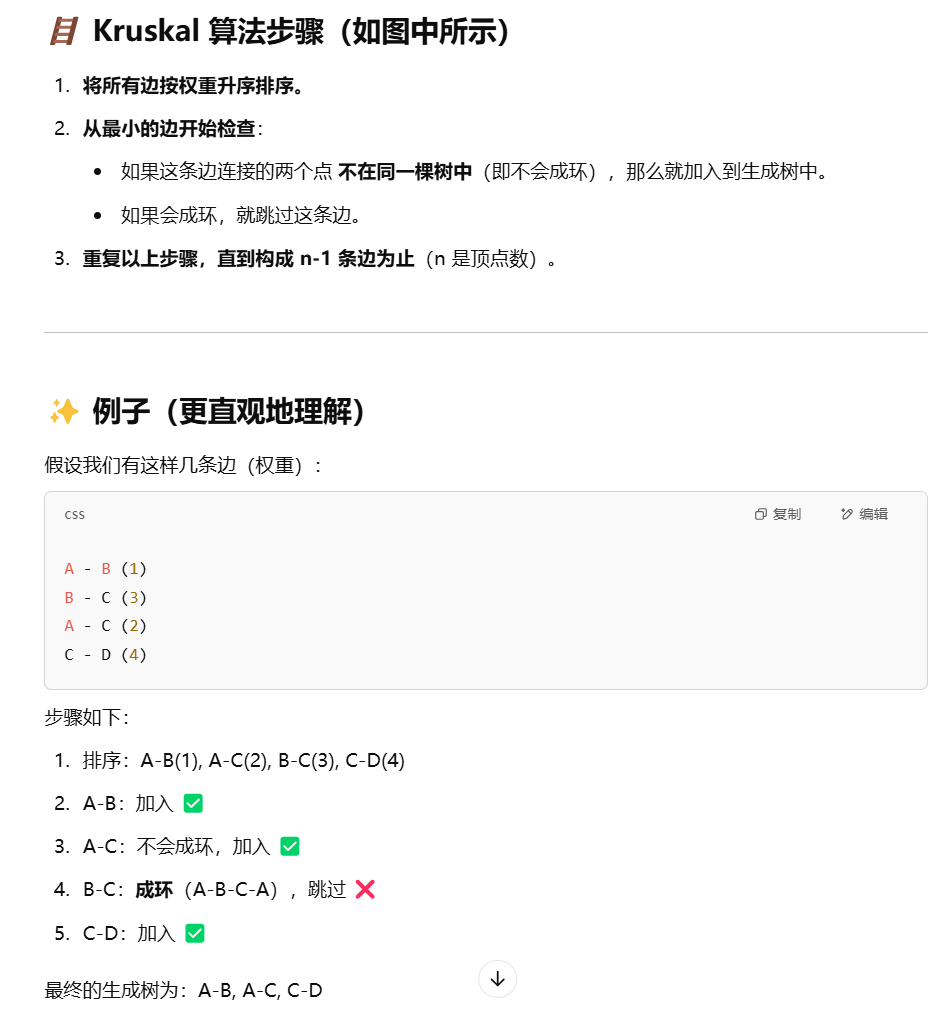 Kruskal 算法步骤（如图中所示）
1. 将所有边按权重升序排序。
2. 从最小的边开始检查：
• 如果这条边连接的两个点 不在同一棵树中（即不会成环），那么就加入到生成树中。
• 如果会成环，就跳过这条边。
3. 重复以上步骤，直到构成 n-1 条边为止（n 是顶点数）。
例子（更直观地理解）
假设我们有这样几条边（权重）：
css 复制 编辑
A - B (1)
B - C (3)
A - C (2)
C - D (4)
步骤如下：
1. 排序：A-B(1), A-C(2), B-C(3), C-D(4)
2. A-B：加入 ✅
3. A-C：不会成环，加入 ✅
4. B-C：成环（A-B-C-A），跳过 ❌
5. C-D：加入 ✅
最终的生成树为：A-B, A-C, C-D